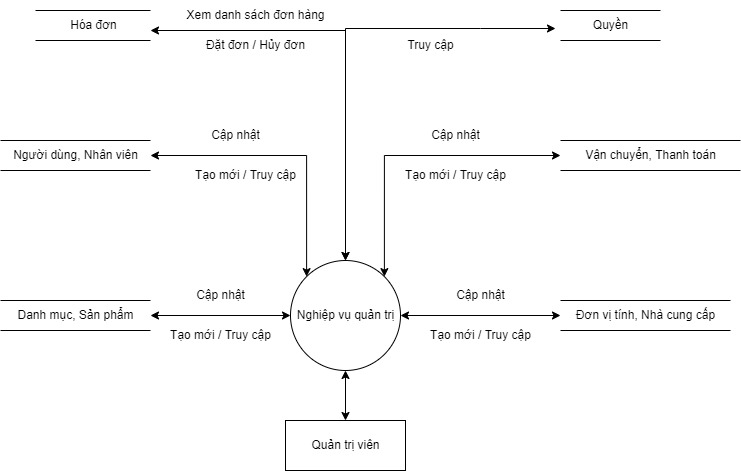 Xem danh sách đơn hàng
Hóa đơn
Quyền
Đặt đơn / Hủy đơn
Truy cập
Cập nhật
Cập nhật
Người dùng, Nhân viên
Vận chuyển, Thanh toán
Tạo mới / Truy cập
Tạo mới / Truy cập
Cập nhật
Cập nhật
Danh mục, Sản phẩm
Nghiệp vụ quản trị
Đơn vị tính, Nhà cung cấp
Tạo mới / Truy cập
Tạo mới / Truy cập
Quản trị viên